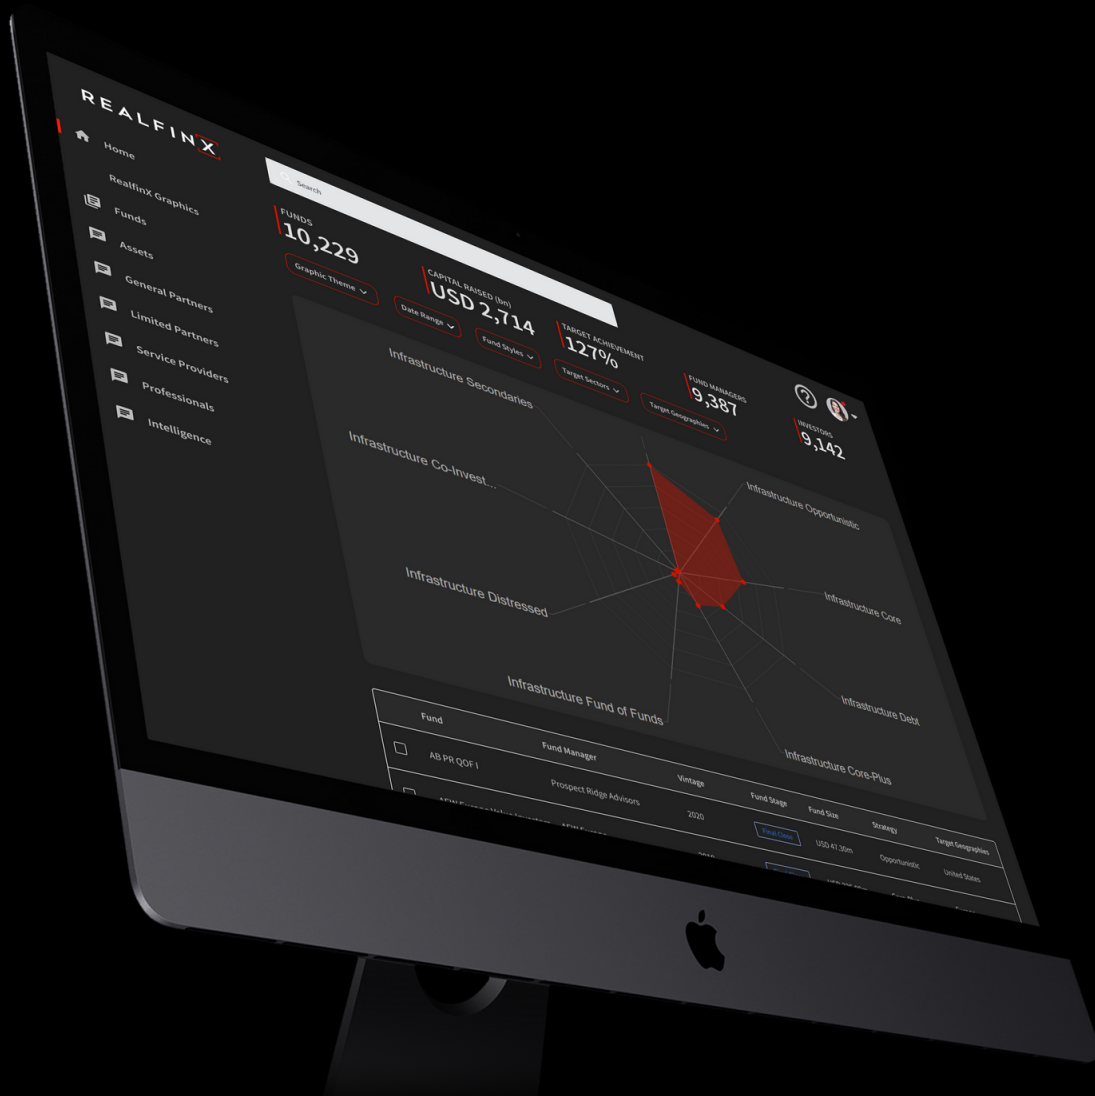 REALFINX
Home
RealfinX Graphics
Funds
Assets
General Partners
Limited Partners
Service Providers
Professionals
Intelligence
Search
FUNDS
10,229
CAPITAL RAISED (bn)
USD 2,714
TARGET ACHIEVEMENT
127%
FUND MANAGERS
9,387
INVESTORS
9,142
Graphic Theme
Date Range
Fund Styles
Target Sectors
Target Geographies
Infrastructure Secondaries
Infrastructure Co-Invest...
Infrastructure Distressed
Infrastructure Fund of Funds
Infrastructure Opportunistic
Infrastructure Core
Infrastructure Debt
Infrastructure Core-Plus
Fund Fund Manager Vintage Fund Stage Fund Size Strategy Target Geographies
AB PR QOF I Prospect Ridge Advisors 2020 Final Close USD 47.30m Opportunistic United States